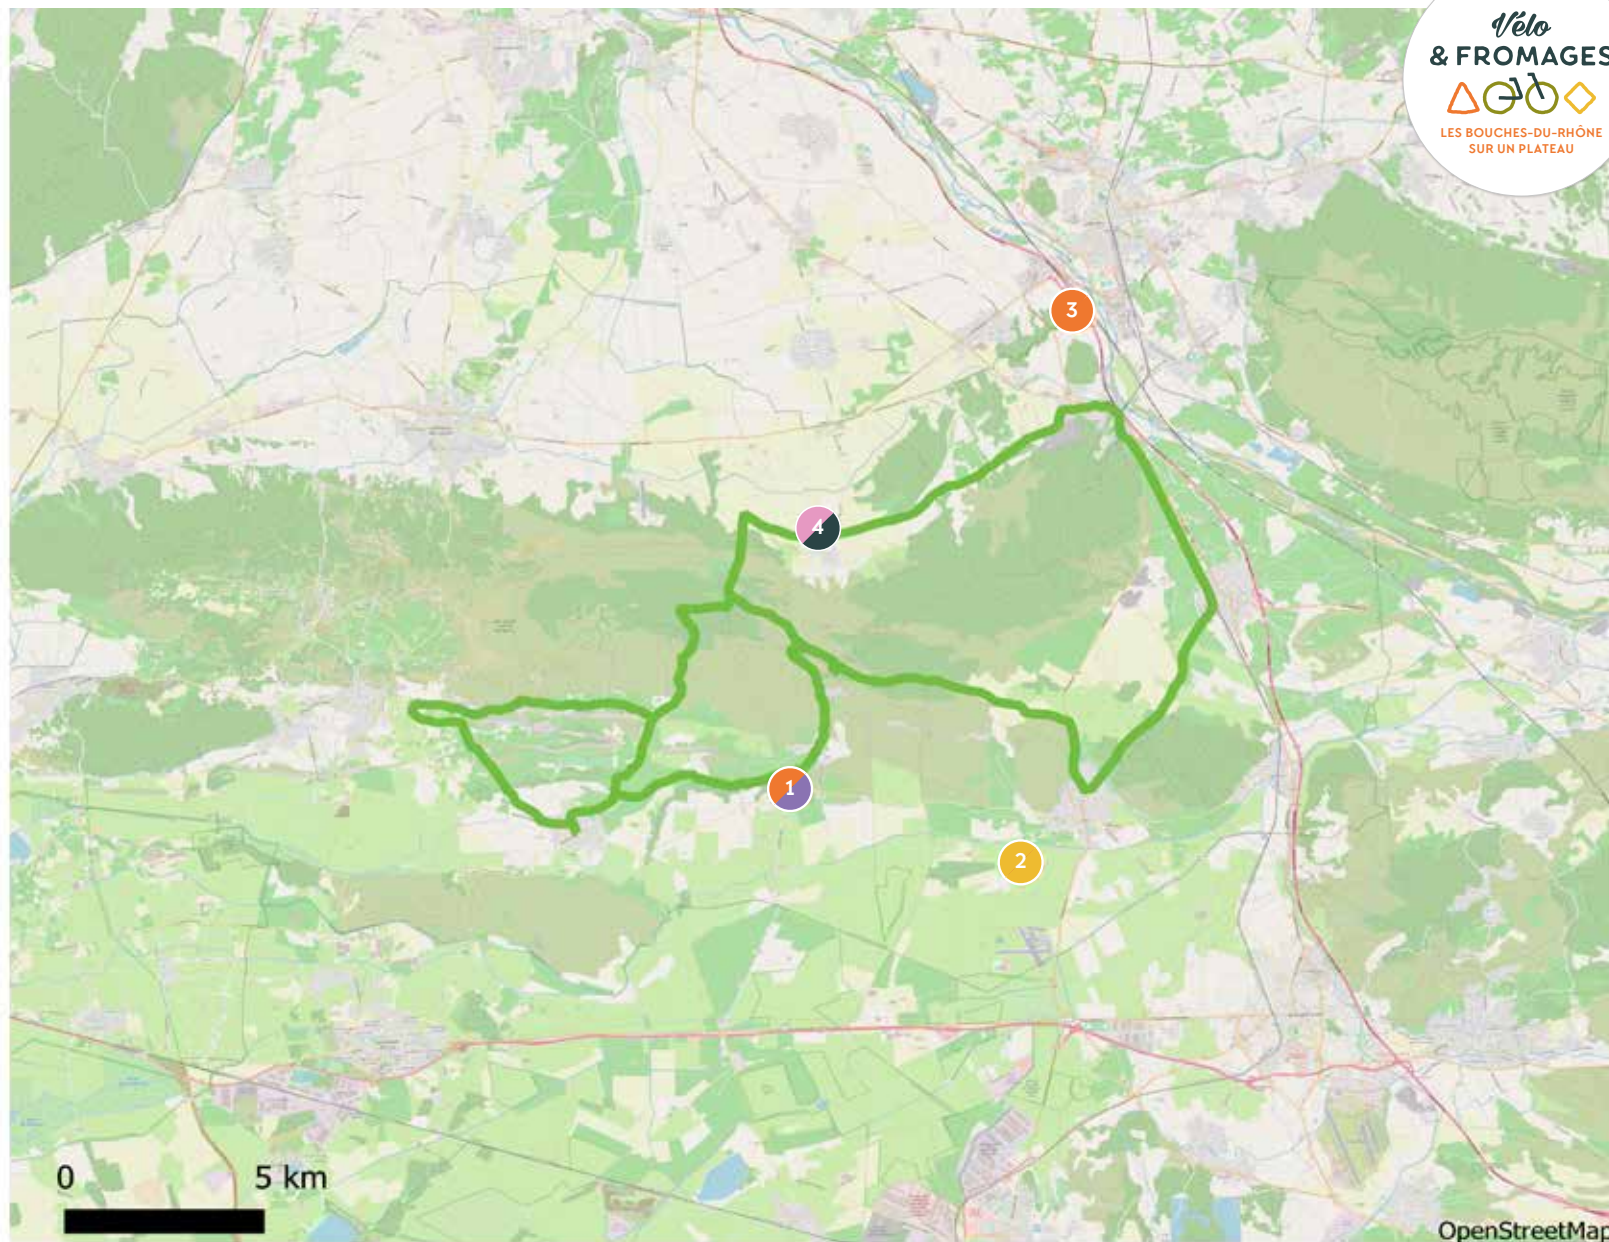 Vélo
& FROMAGES
LES BOUCHES-DU-RHÔNE
SUR UN PLATEAU
3
4
1
2
0 5 km
OpenStreetMap